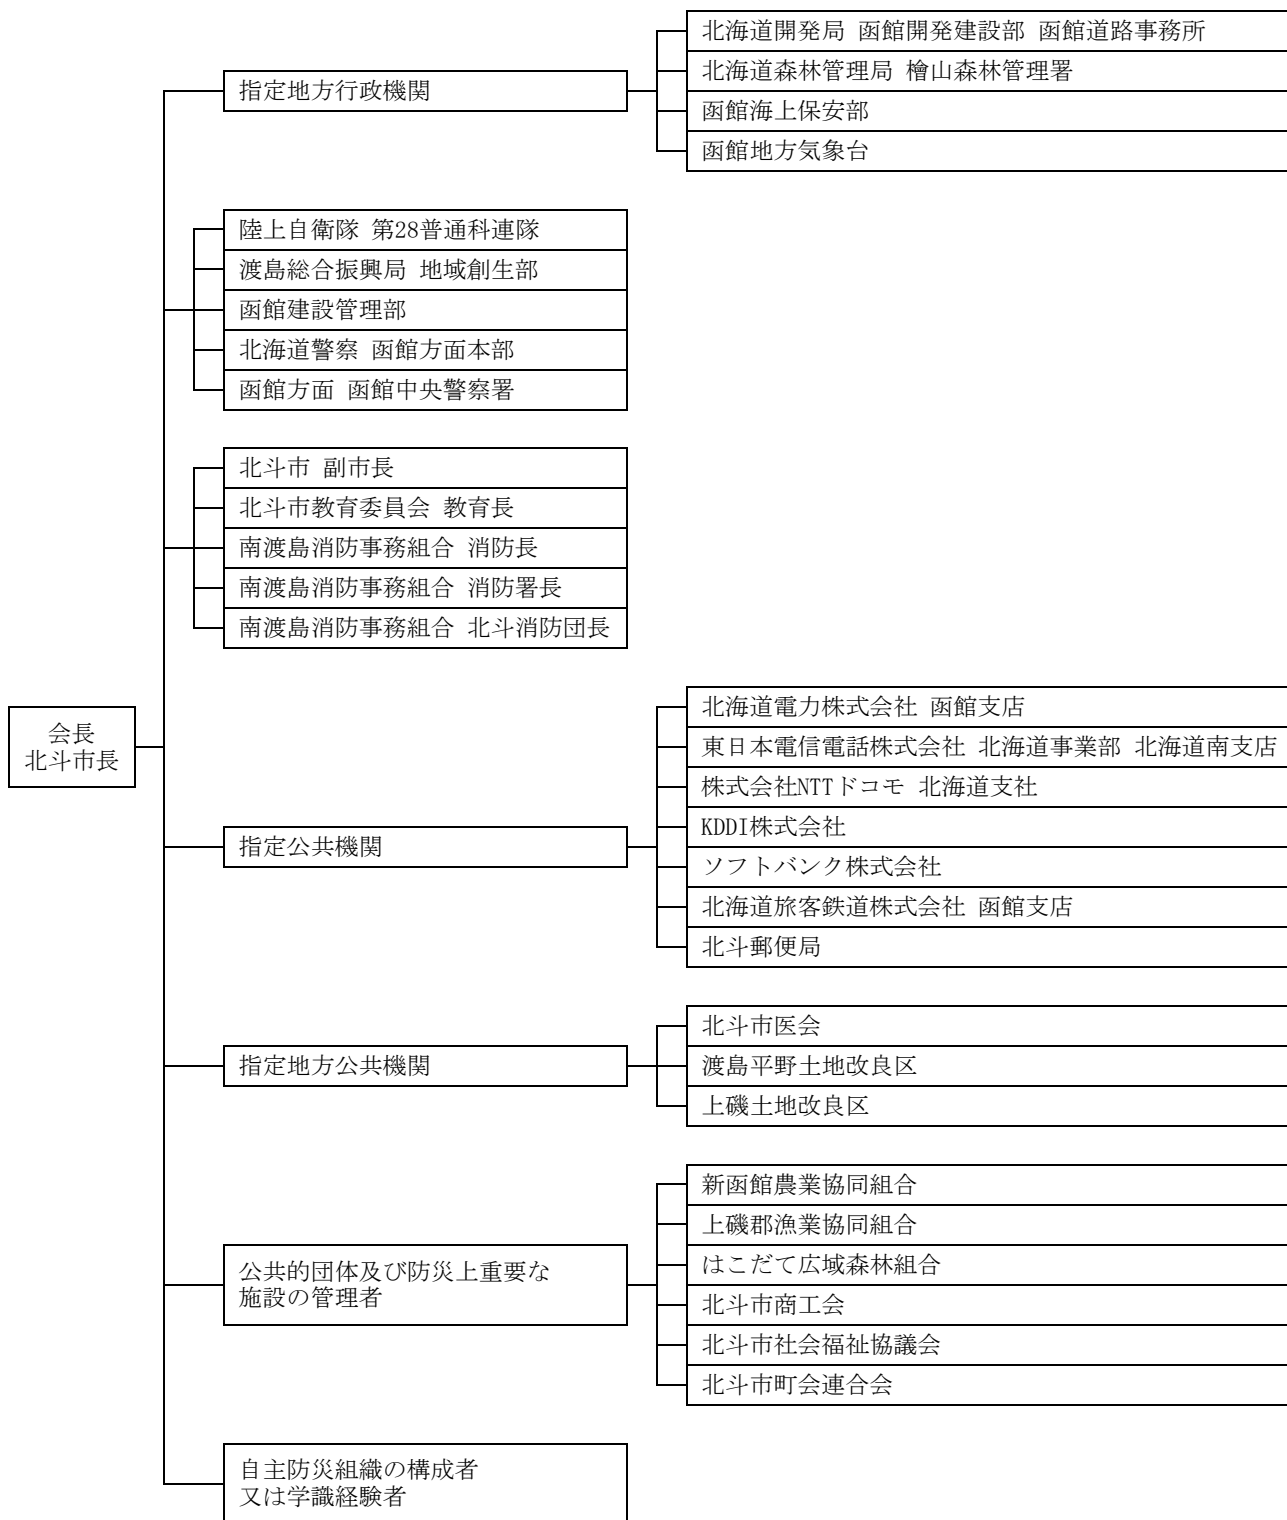 会長
北斗市長
指定地方行政機関
北海道開発局 函館開発建設部 函館道路事務所
北海道森林管理局 檜山森林管理署
函館海上保安部
函館地方気象台
陸上自衛隊 第28普通科連隊
渡島総合振興局 地域創生部
函館建設管理部
北海道警察 函館方面本部
函館方面 函館中央警察署
北斗市 副市長
北斗市教育委員会 教育長
南渡島消防事務組合 消防長
南渡島消防事務組合 消防署長
南渡島消防事務組合 北斗消防団長
指定公共機関
北海道電力株式会社 函館支店
東日本電信電話株式会社 北海道事業部 北海道南支店
株式会社NTTドコモ 北海道支社
KDDI株式会社
ソフトバンク株式会社
北海道旅客鉄道株式会社 函館支店
北斗郵便局
指定地方公共機関
北斗市医会
渡島平野土地改良区
上磯土地改良区
公共的団体及び防災上重要な
施設の管理者
新函館農業協同組合
上磯郡漁業協同組合
はこだて広域森林組合
北斗市商工会
北斗市社会福祉協議会
北斗市町会連合会
自主防災組織の構成者
又は学識経験者